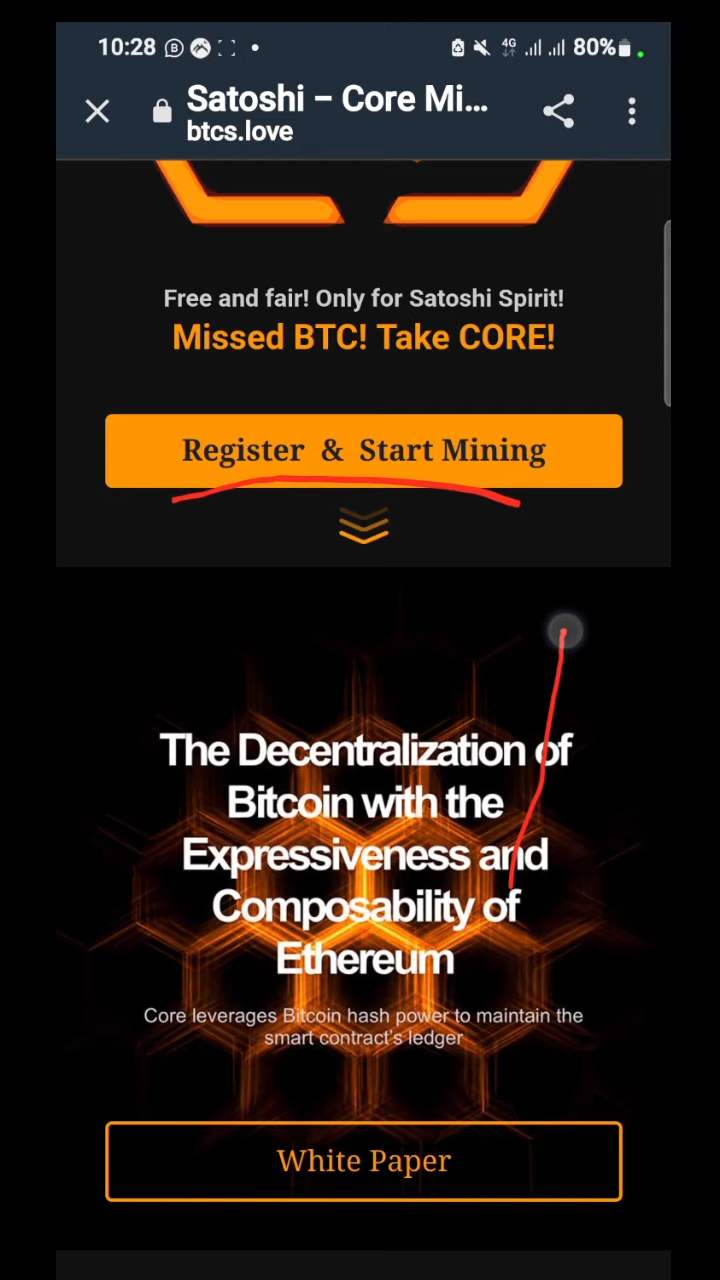 10:28
4G
80%
Satoshi – Core Mi...
btcs.love
Free and fair! Only for Satoshi Spirit!
Missed BTC! Take CORE!
Register & Start Mining
The Decentralization of
Bitcoin with the
Expressiveness and
Composability of
Ethereum
Core leverages Bitcoin hash power to maintain the
smart contract's ledger
White Paper